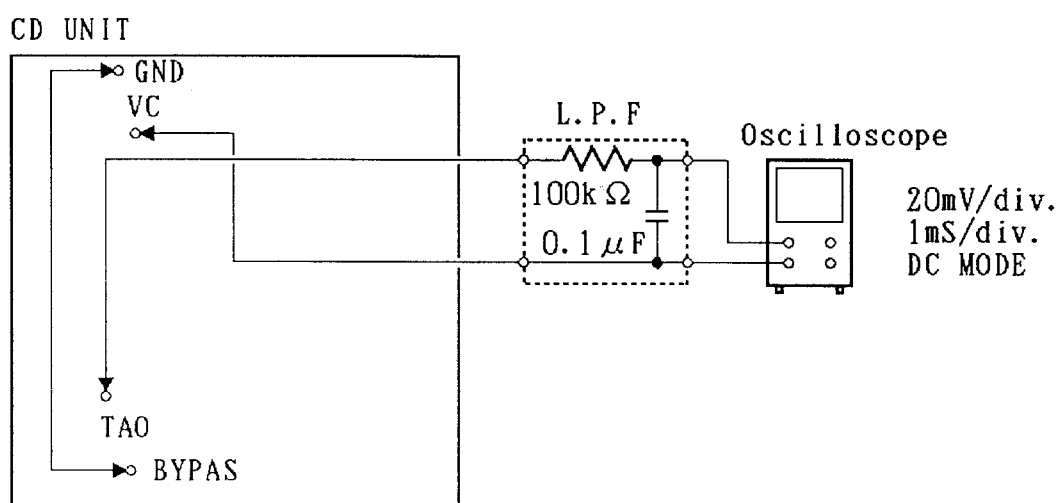 CD UNIT
GND
VC
L.P.F
100kΩ
0.1μF
Oscilloscope
20mV/div.
1mS/div.
DC MODE
TAO
BYPAS